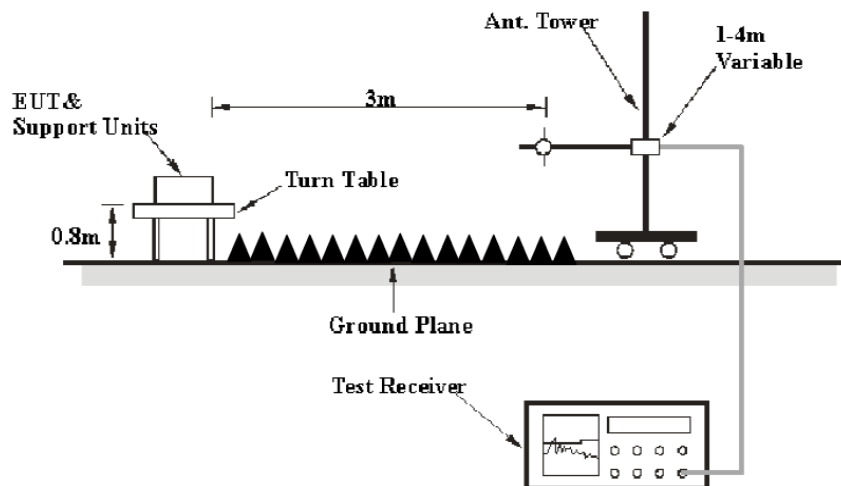 Ant. Tower
1-4m
Variable
3m
EUT&
Support Units
Turn Table
0.8m
Ground Plane
Test Receiver